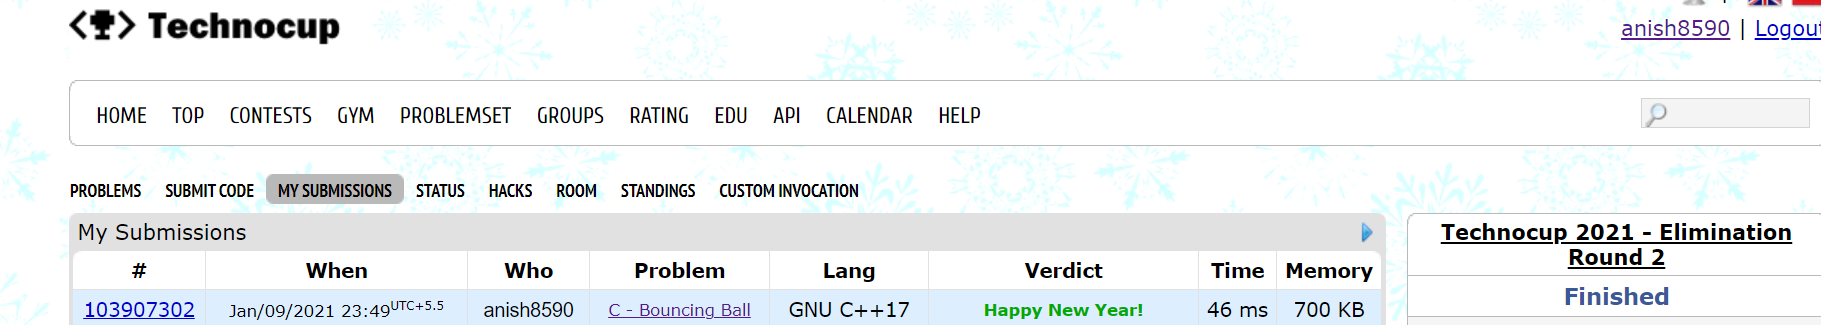 Technocup
anish8590 | Logout
HOME TOP CONTESTS GYM PROBLEMSET GROUPS RATING EDU API CALENDAR HELP
PROBLEMS SUBMIT CODE MY SUBMISSIONS STATUS HACKS ROOM STANDINGS CUSTOM INVOCATION
My Submissions
# When Who Problem Lang Verdict Time Memory
103907302 Jan/09/2021 23:49UTC+5.5 anish8590 C - Bouncing Ball GNU C++17 Happy New Year! 46 ms 700 KB
Technocup 2021 - Elimination
Round 2
Finished